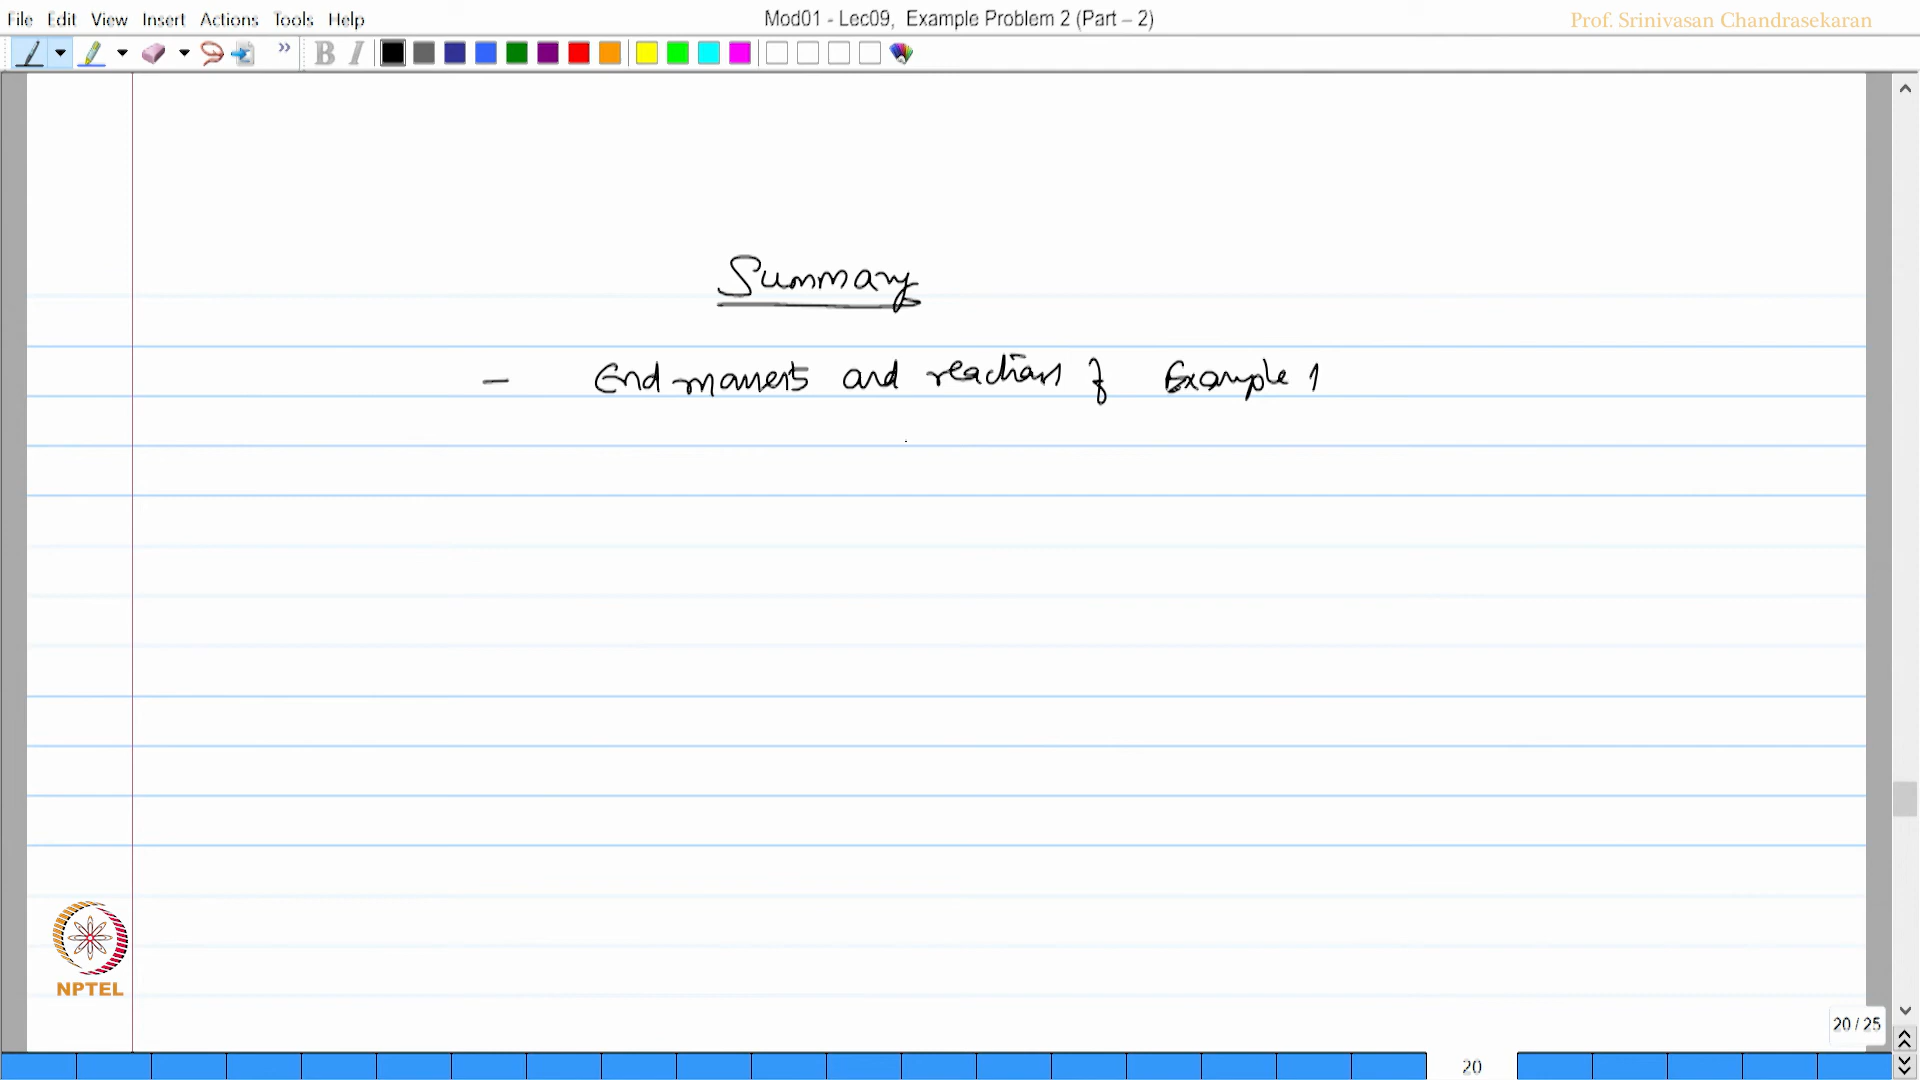 File Edit View Insert Actions Tools Help
Mod01 - Lec09, Example Problem 2 (Part – 2)
Prof. Srinivasan Chandrasekaran
B I
Summary
— End moments and reactions of Example 1
NPTEL
20 / 25
20